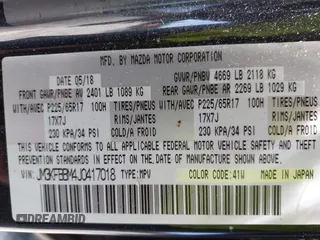 MFD. BY MAZDA MOTOR CORPORATION
DATE 05/18 GVWR/PNBV 4669 LB 2118 KG
FRONT GAWR/PNBE AV 2401 LB 1089 KG REAR GAWR/PNBE AR 2269 LB 1029 KG
WITH/AVEC P225/65R17 100H TIRES/PNEUS WITH/AVEC P225/65R17 100H TIRES/PNEUS
17X7J RIMS/JANTES 17X7J RIMS/JANTES
230 KPA/34 PSI COLD/À FROID 230 KPA/34 PSI COLD/À FROID
THIS VEHICLE CONFORMS TO ALL APPLICABLE FEDERAL MOTOR VEHICLE SAFETY, BUMPER, AND THEFT PREVENTION STANDARDS IN EFFECT ON THE DATE OF MANUFACTURE SHOWN ABOVE.
VIN: TYPE: MPV COLOR CODE: 41W MADE IN JAPAN
DREAMBID